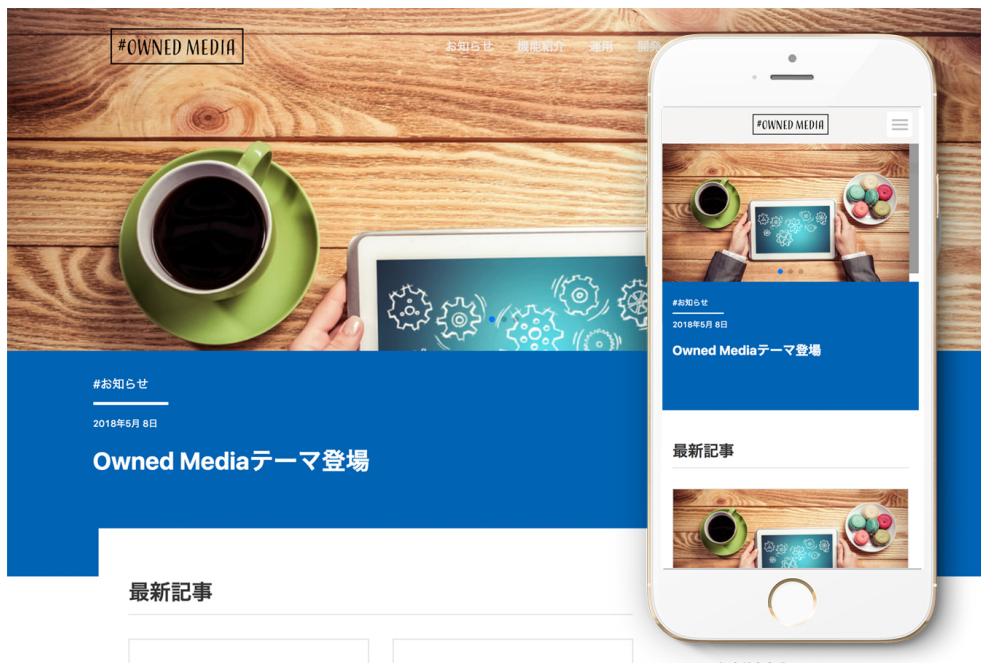 #OWNED MEDIA
お知らせ 機能紹介 運用 開発
#お知らせ
2018年5月 8日
Owned Mediaテーマ登場
最新記事
#OWNED MEDIA
#お知らせ
2018年5月 8日
Owned Mediaテーマ登場
最新記事